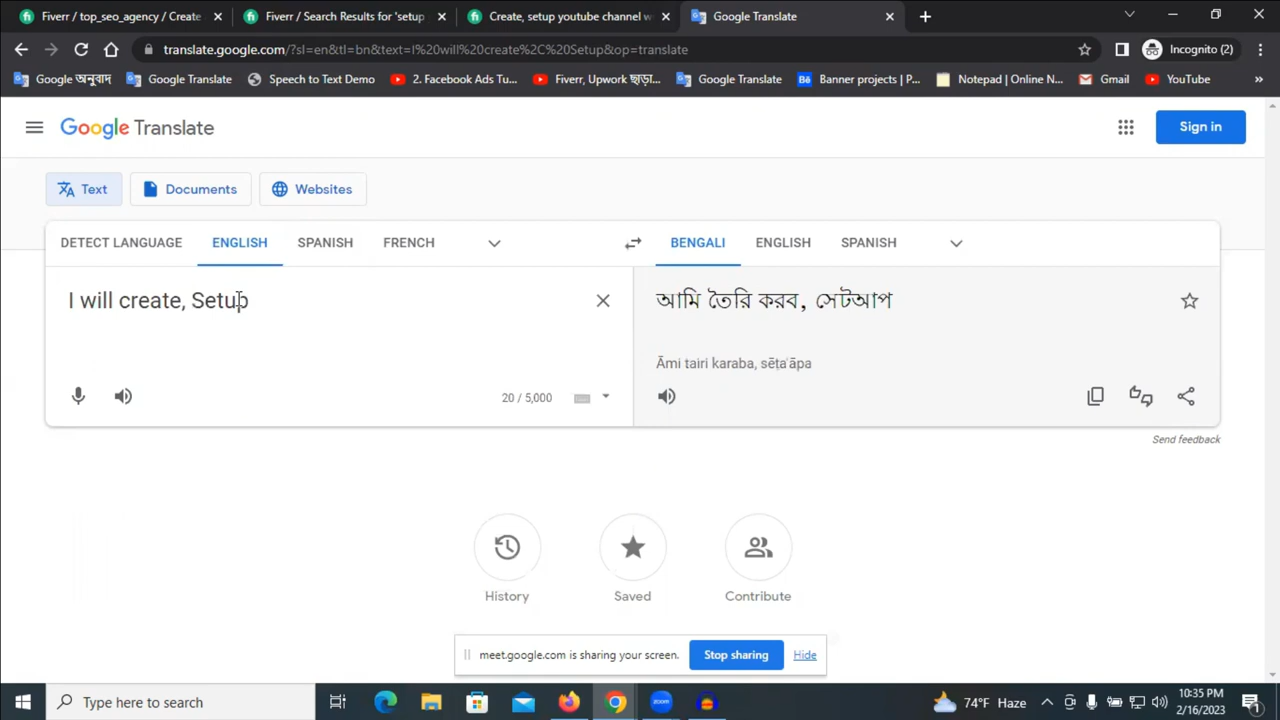 Fiverr / top_seo_agency / Create
Fiverr / Search Results for 'setup
Create, setup youtube channel w
Google Translate
translate.google.com/?sl=en&tl=bn&text=I%20will%20create%2C%20Setup&op=translate
Incognito (2)
Google অনুবাদ
Google Translate
Speech to Text Demo
2. Facebook Ads Tu...
Fiverr, Upwork ছাড়া...
Google Translate
Banner projects | P...
Notepad | Online N...
Gmail
YouTube
Google Translate
Sign in
Text
Documents
Websites
DETECT LANGUAGE
ENGLISH
SPANISH
FRENCH
BENGALI
ENGLISH
SPANISH
I will create, Setup
আমি তৈরি করব, সেটআপ
Āmi tairi karaba, sēṭa'āpa
20 / 5,000
Send feedback
History
Saved
Contribute
meet.google.com is sharing your screen.
Stop sharing
Hide
Type here to search
zoom
74°F Haze
10:35 PM
2/16/2023